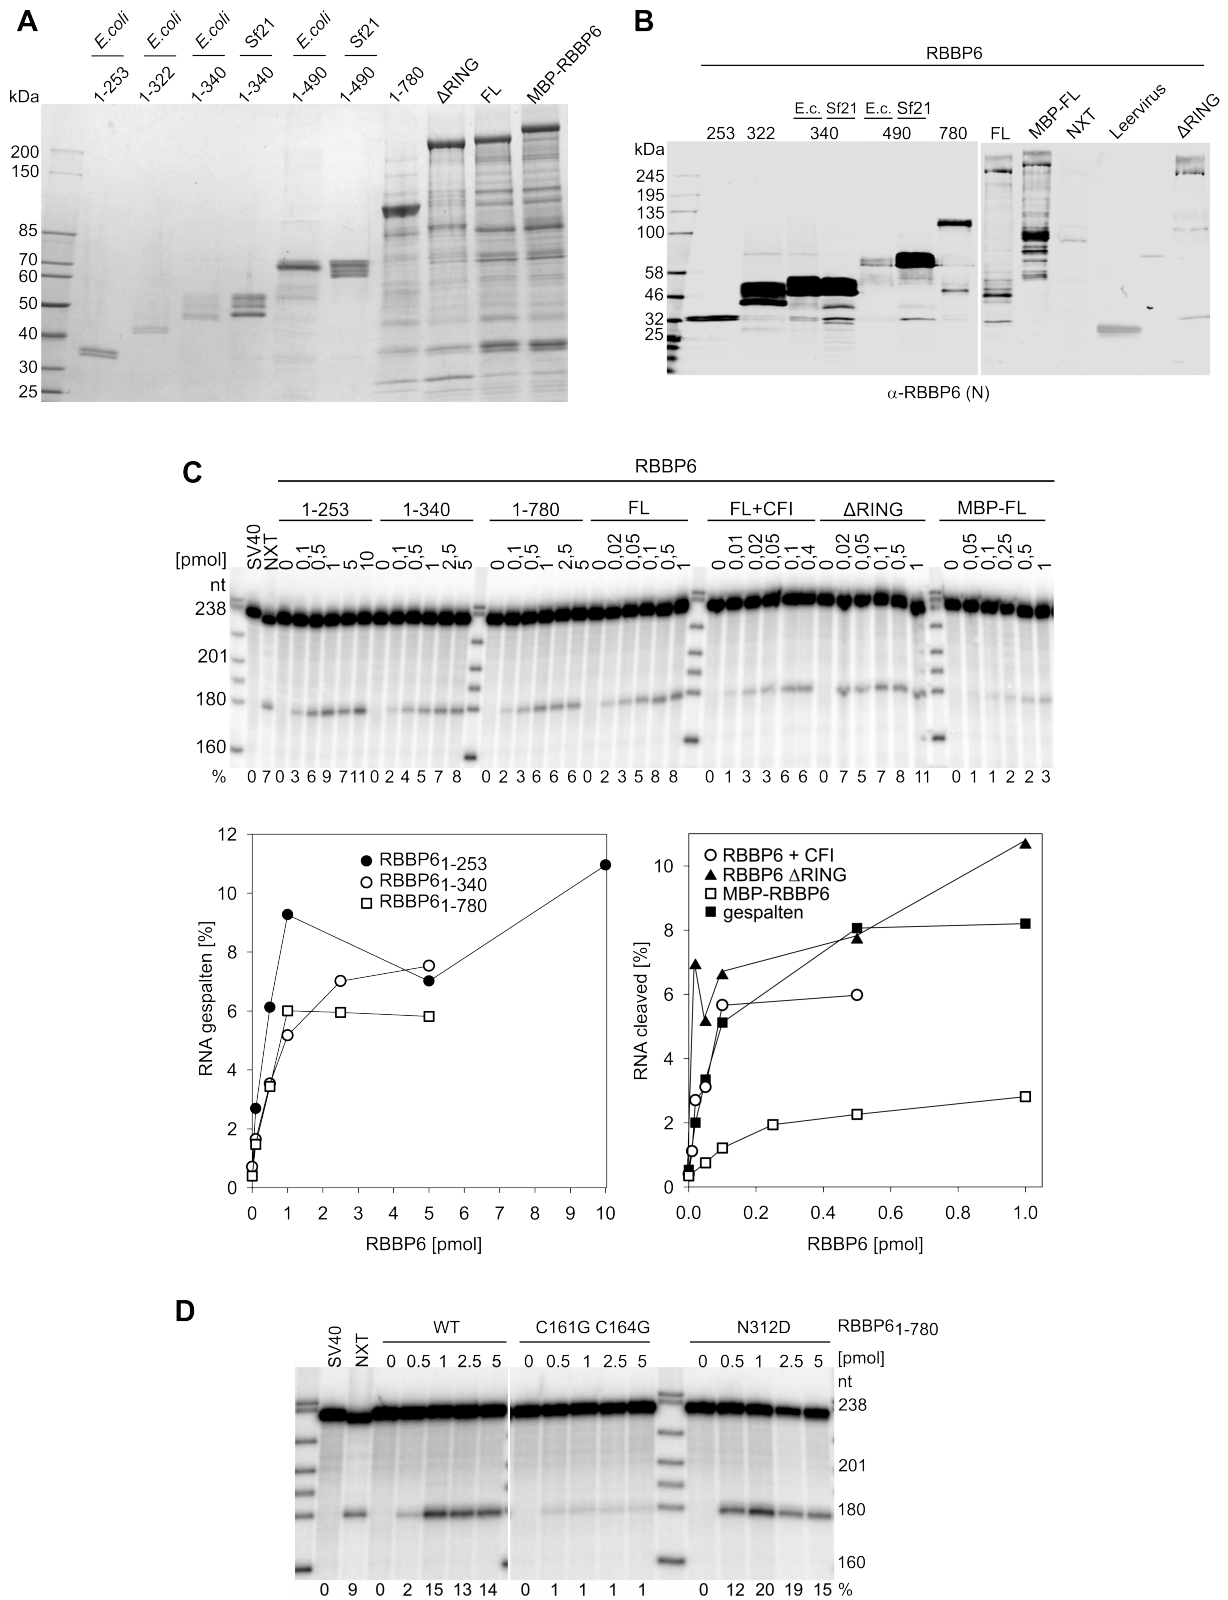 A
E.coli E.coli E.coli Sf21 E.coli Sf21
1-253 1-322 1-340 1-340 1-490 1-490 1-780 ΔRING FL MBP-RBBP6
kDa
200
150
85
70
60
50
40
30
25
B
RBBP6
E.c. Sf21 E.c. Sf21
253 322 340 490 780 FL MBP-FL NXT Leervirus ΔRING
kDa
245
195
135
100
58
46
32
25
α-RBBP6 (N)
C
RBBP6
1-253 1-340 1-780 FL FL+CFI ΔRING MBP-FL
[pmol] SV40 NXT 0 0,1 0,5 1 5 10 0 0,1 0,5 1 2,5 5 0 0,1 0,5 1 2,5 5 0 0,02 0,05 0,1 0,5 1 0 0,01 0,02 0,05 0,1 0,4 0 0,02 0,05 0,1 0,5 1 0 0,05 0,1 0,25 0,5 1
nt
238
201
180
160
% 0 7 0 3 6 9 7 11 0 2 4 5 7 8 0 2 3 6 6 6 0 2 3 5 8 8 0 1 3 3 6 6 0 7 5 7 8 11 0 1 1 2 2 3
12
10
8
6
4
2
0
RNA gespalten [%]
RBBP61-253
RBBP61-340
RBBP61-780
0 1 2 3 4 5 6 7 8 9 10
RBBP6 [pmol]
10
8
6
4
2
0
RNA cleaved [%]
RBBP6 + CFI
RBBP6 ΔRING
MBP-RBBP6
gespalten
0.0 0.2 0.4 0.6 0.8 1.0
RBBP6 [pmol]
D
SV40 NXT WT C161G C164G N312D RBBP61-780
0 0.5 1 2.5 5 0 0.5 1 2.5 5 0 0.5 1 2.5 5 [pmol]
nt
238
201
180
160
0 9 0 2 15 13 14 0 1 1 1 1 0 12 20 19 15 %